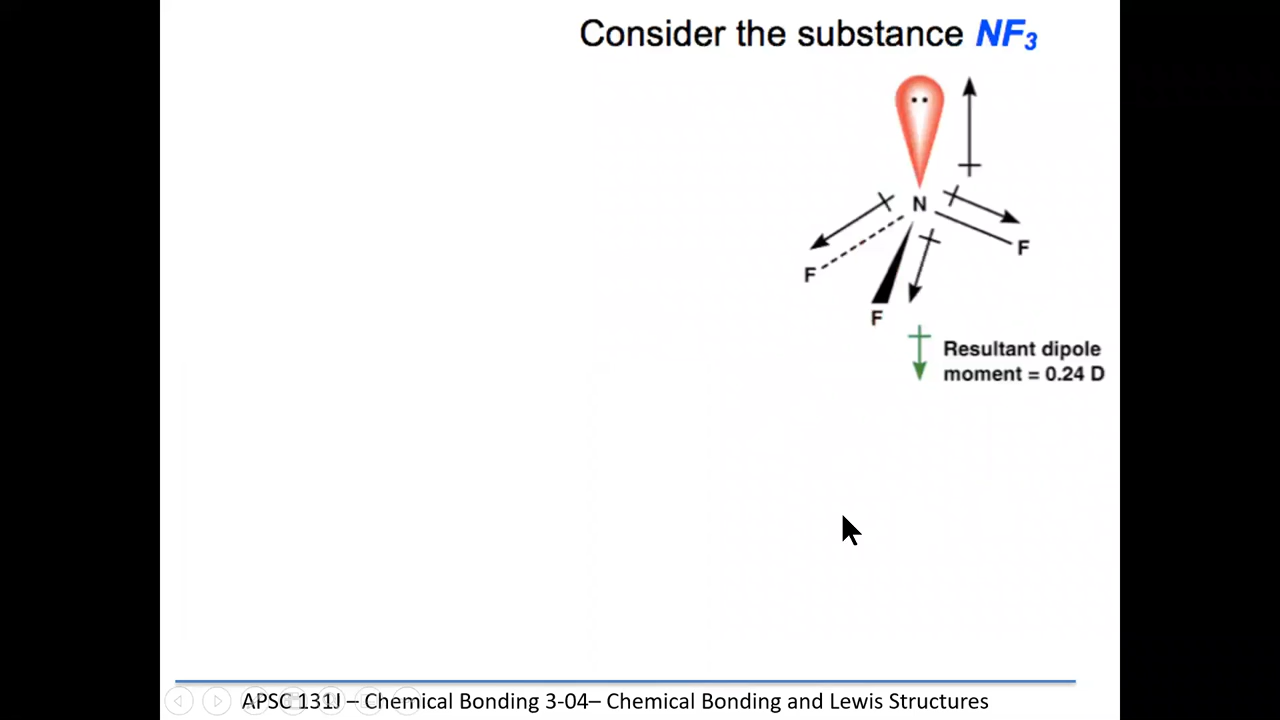 Consider the substance NF₃
N
F
F
F
Resultant dipole
moment = 0.24 D
APSC 131J – Chemical Bonding 3-04– Chemical Bonding and Lewis Structures